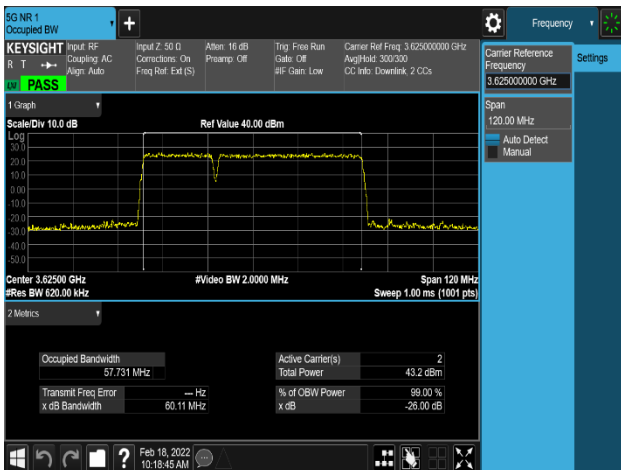 5G NR 1
Occupied BW
Frequency
KEYSIGHT
R T
PASS
Input: RF
Coupling: AC
Align: Auto
Input Z: 50 Ω
Corrections: On
Freq Ref: Ext (S)
Atten: 16 dB
Preamp: Off
Trig: Free Run
Gate: Off
#IF Gain: Low
Carrier Ref Freq: 3.625000000 GHz
Avg|Hold: 300/300
CC Info: Downlink, 2 CCs
Carrier Reference
Frequency
3.625000000 GHz
Settings
Span
120.00 MHz
Auto Detect
Manual
1 Graph
Scale/Div 10.0 dB
Ref Value 40.00 dBm
Log
30.0
20.0
10.0
0.00
-10.0
-20.0
-30.0
-40.0
-50.0
Center 3.62500 GHz
#Video BW 2.0000 MHz
Span 120 MHz
#Res BW 620.00 kHz
Sweep 1.00 ms (1001 pts)
2 Metrics
Occupied Bandwidth
57.731 MHz
Active Carrier(s) 2
Total Power 43.2 dBm
Transmit Freq Error --- Hz
x dB Bandwidth 60.11 MHz
% of OBW Power 99.00 %
x dB -26.00 dB
?
Feb 18, 2022
10:18:45 AM